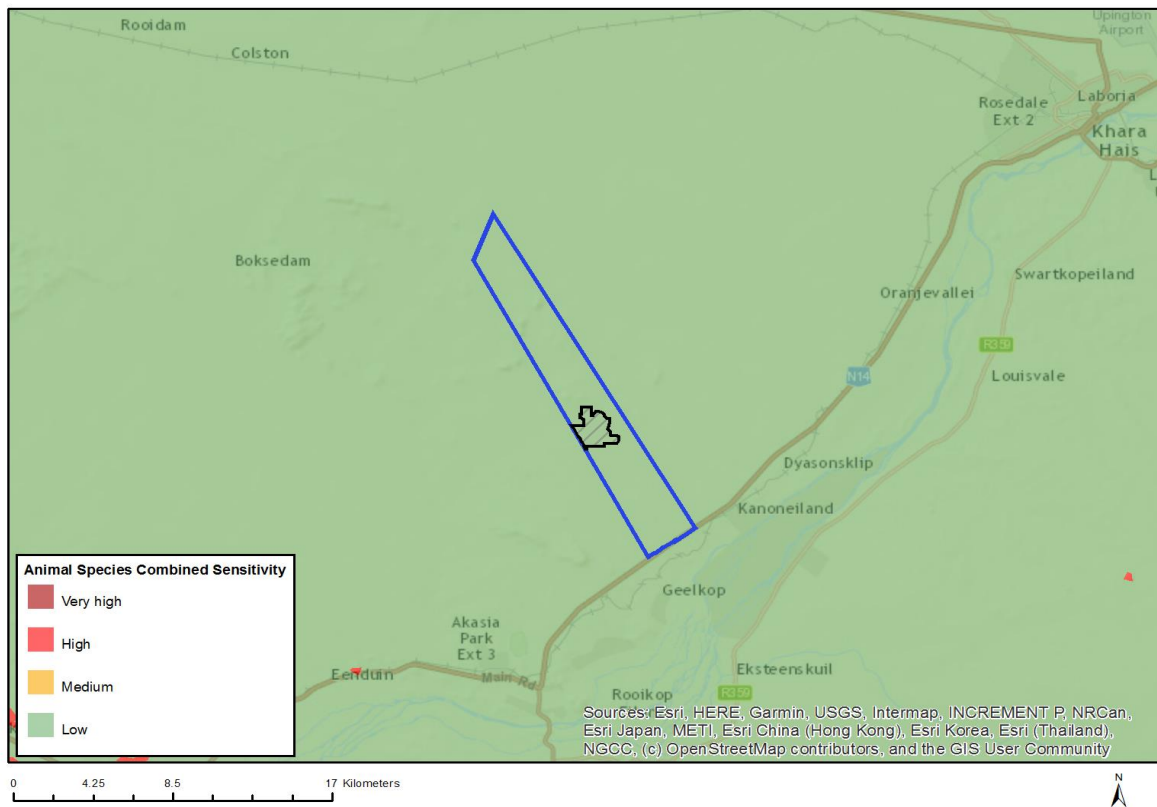 Rooidam
Colston
Upington
Airport
Rosedale
Ext 2
Laboria
Khara
Hais
Boksedam
Swartkopeiland
Oranjevallei
R359
N14
Louisvale
Dyasonsklip
Kanoneiland
Geelkop
Akasia
Park
Ext 3
Eenduin
Main Rd
Eksteenskuil
Rooikop
R359
Animal Species Combined Sensitivity
Very high
High
Medium
Low
Sources: Esri, HERE, Garmin, USGS, Intermap, INCREMENT P, NRCan,
Esri Japan, METI, Esri China (Hong Kong), Esri Korea, Esri (Thailand),
NGCC, (c) OpenStreetMap contributors, and the GIS User Community
0 4.25 8.5 17 Kilometers
N